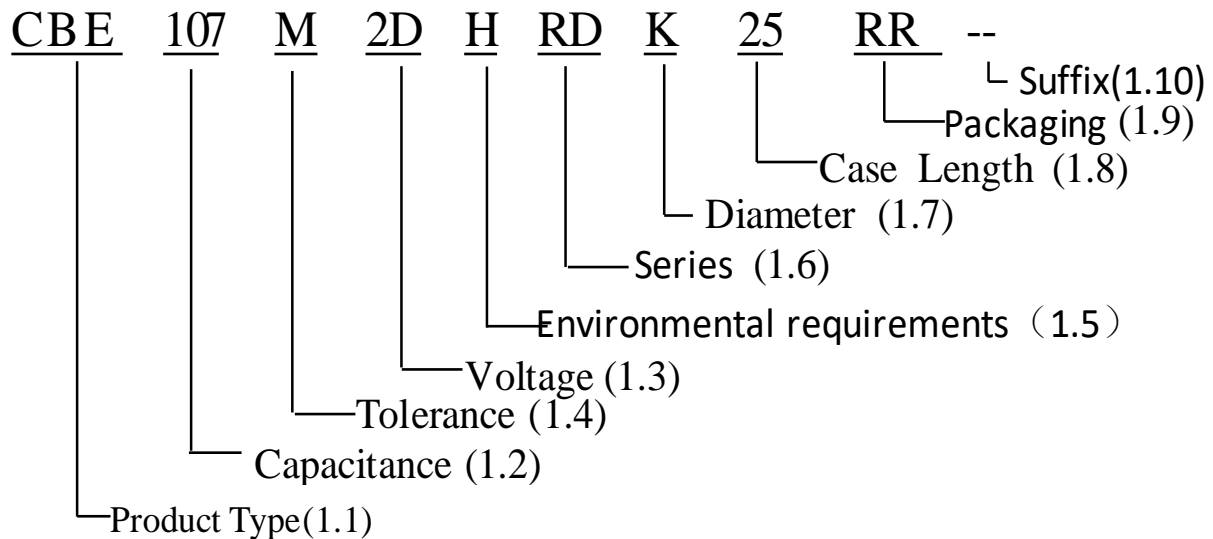 CBE 107 M 2D H RD K 25 RR --
Suffix(1.10)
Packaging (1.9)
Case Length (1.8)
Diameter (1.7)
Series (1.6)
Environmental requirements（1.5）
Voltage (1.3)
Tolerance (1.4)
Capacitance (1.2)
Product Type(1.1)